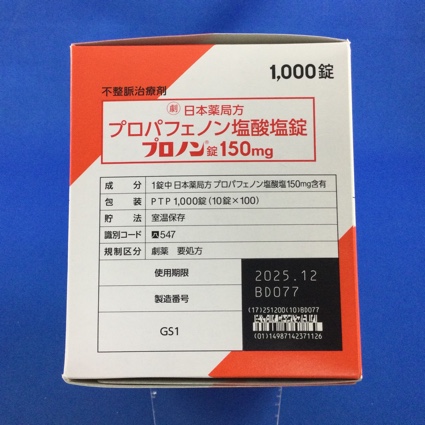 1,000錠
不整脈治療剤
劇 日本薬局方
プロパフェノン塩酸塩錠
プロノン®錠150mg
成分 1錠中 日本薬局方 プロパフェノン塩酸塩150mg含有
包装 PTP 1,000錠(10錠×100)
貯法 室温保存
識別コード 547
規制区分 劇薬 要処方
使用期限 2025.12
製造番号 BD077
GS1
(17)251200(10)BD077
(01)14987142371126